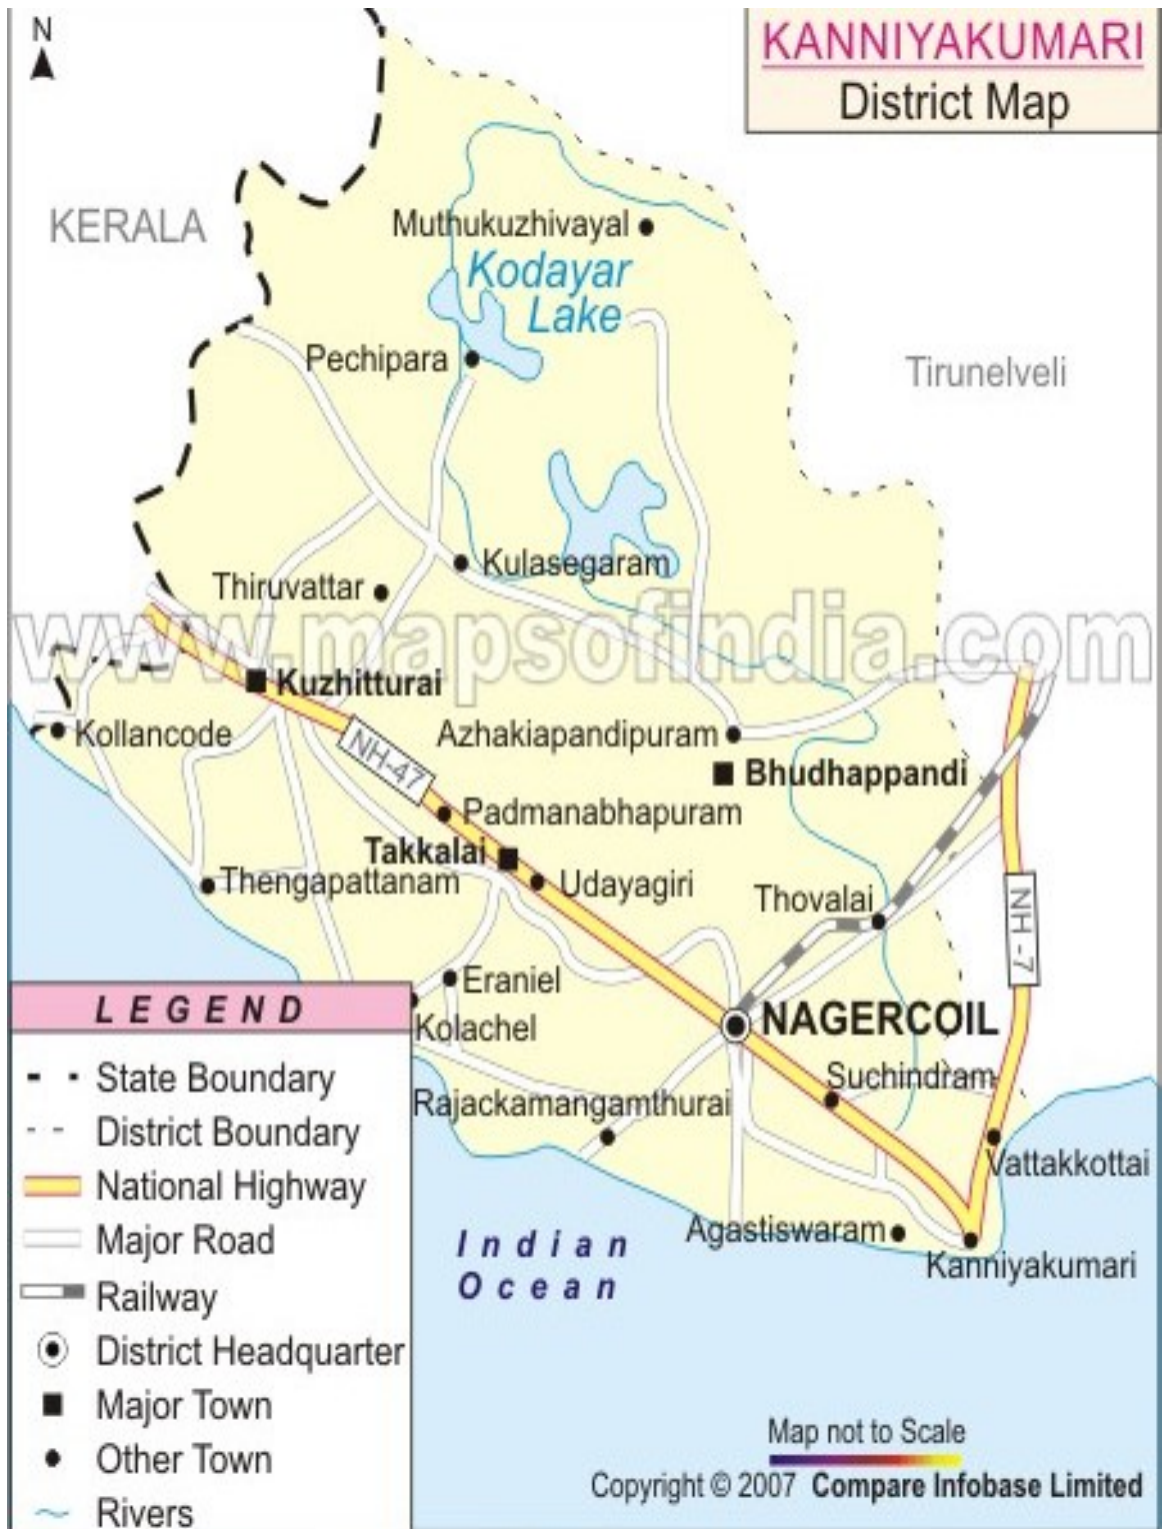 N
KANNIYAKUMARI
District Map
KERALA
Muthukuzhivayal
Kodayar
Lake
Pechipara
Tirunelveli
Kulasegaram
Thiruvattar
www.mapsofindia.com
Kuzhitturai
Kollancode
Azhakiapandipuram
NH-47
Bhudhappandi
Padmanabhapuram
Takkalai
Thengapattanam
Udayagiri
Thovalai
NH-7
Eraniel
LEGEND
NAGERCOIL
Kolachel
State Boundary
Suchindram
Rajackamangamthurai
District Boundary
Vattakkottai
National Highway
Major Road
Agastiswaram
Indian
Ocean
Kanniyakumari
Railway
District Headquarter
Major Town
Other Town
Rivers
Map not to Scale
Copyright © 2007 Compare Infobase Limited